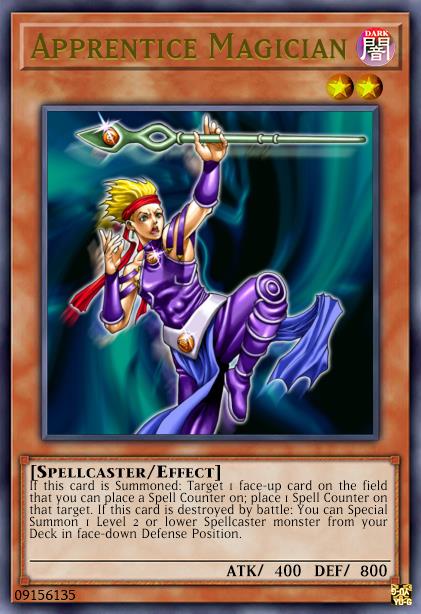 Apprentice Magician
DARK
闇
[Spellcaster/Effect]
If this card is Summoned: Target 1 face-up card on the field
that you can place a Spell Counter on; place 1 Spell Counter on
that target. If this card is destroyed by battle: You can Special
Summon 1 Level 2 or lower Spellcaster monster from your
Deck in face-down Defense Position.
ATK/ 400 DEF/ 800
09156135